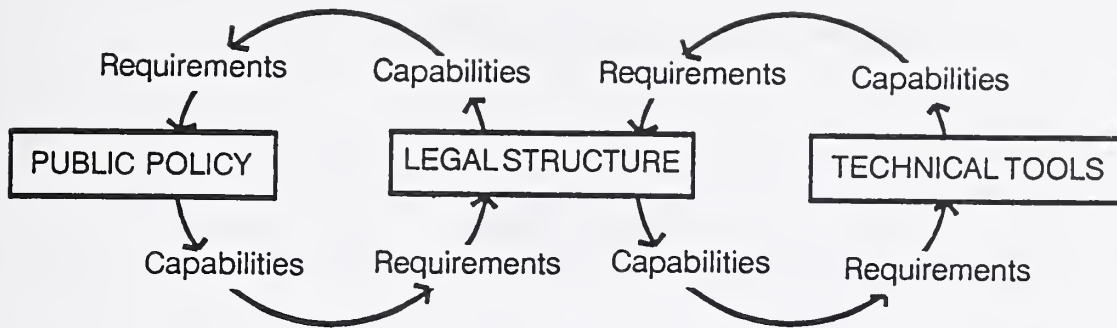 Requirements Capabilities Requirements Capabilities
PUBLIC POLICY LEGAL STRUCTURE TECHNICAL TOOLS
Capabilities Requirements Capabilities Requirements